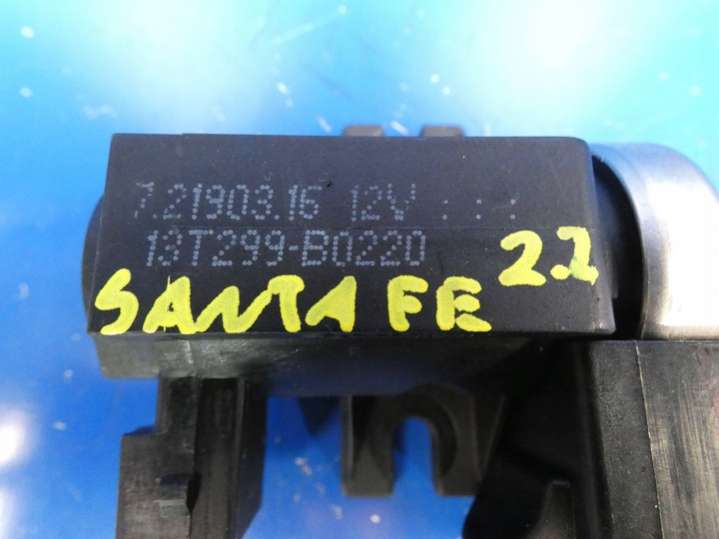 7.21903.16 12V : : :
13T299-B0220
SANTA FE 2.2